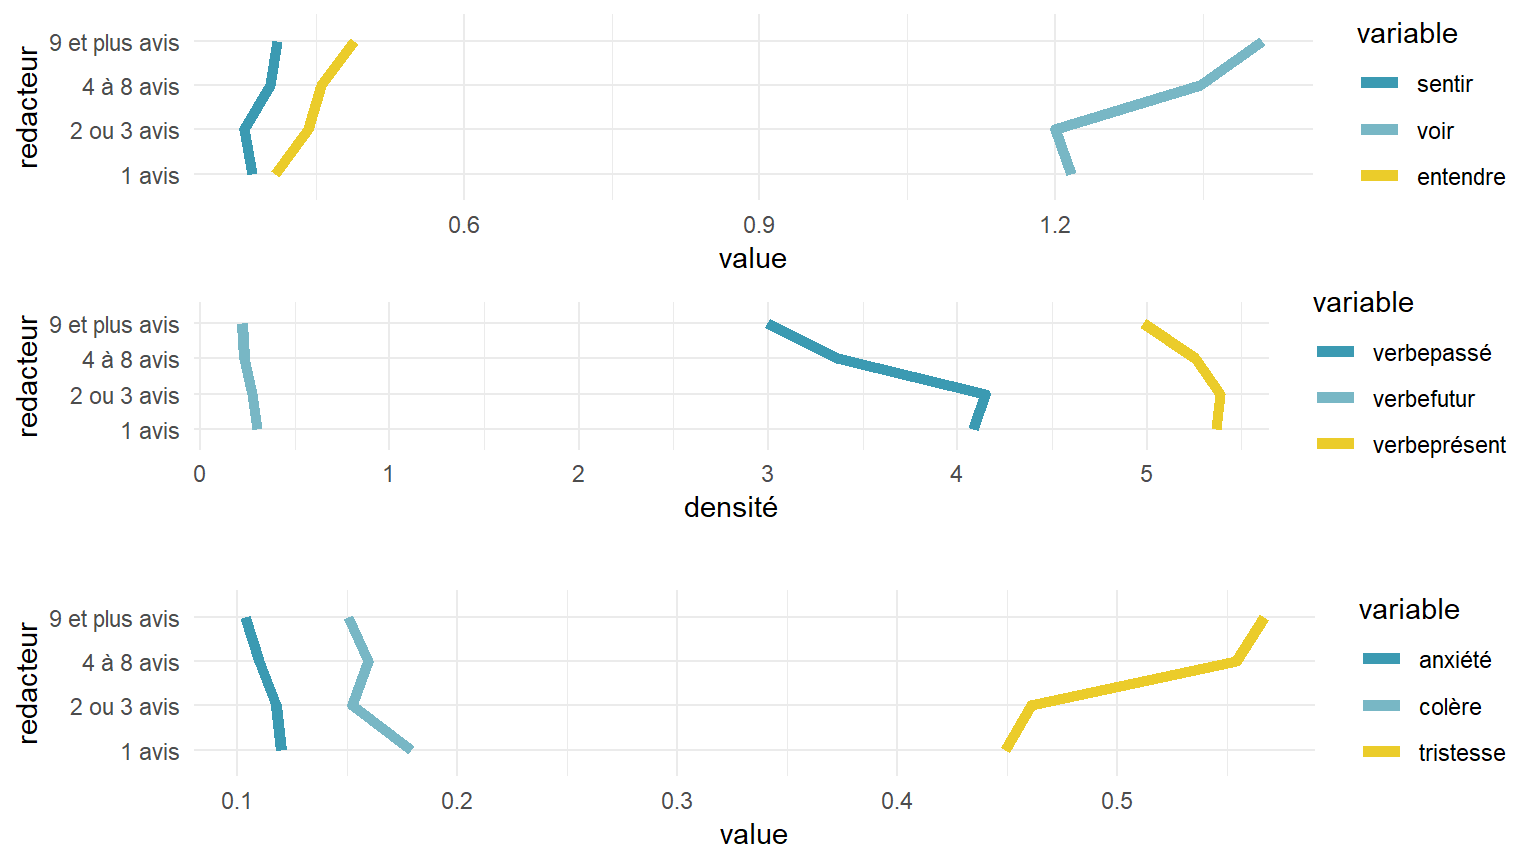 variable
redacteur
9 et plus avis
4 à 8 avis
2 ou 3 avis
1 avis
sentir
voir
entendre
0.6 0.9 1.2
value
variable
redacteur
9 et plus avis
4 à 8 avis
2 ou 3 avis
1 avis
verbepassé
verbefutur
verbeprésent
0 1 2 3 4 5
densité
variable
redacteur
9 et plus avis
4 à 8 avis
2 ou 3 avis
1 avis
anxiété
colère
tristesse
0.1 0.2 0.3 0.4 0.5
value